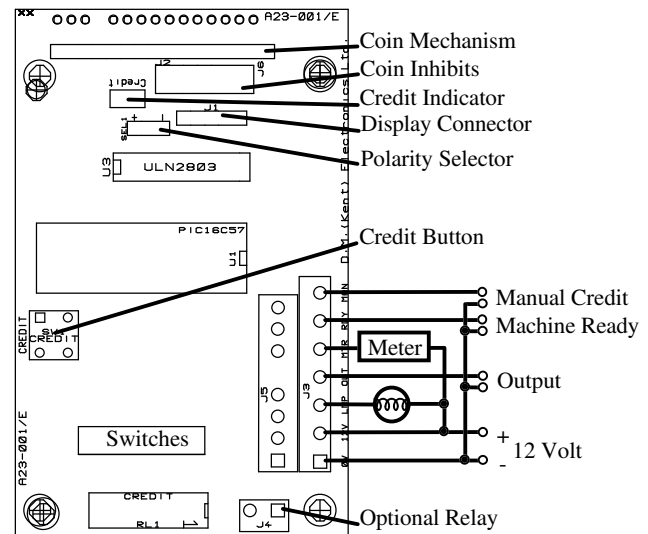 xx
A23-001/E
Coin Mechanism
J2
J6
Coin Inhibits
Credit
Credit Indicator
J1
Display Connector
SEL1 + -
Polarity Selector
U3
ULN2803
D.M.(Kent) Electronics Ltd.
PIC16C57
U1
Credit Button
CREDIT
SW1
CREDIT
J5
J3
MAN
Manual Credit
RDY
Machine Ready
MTR
Meter
OUT
Output
LMP
12V
+
12 Volt
0V
-
Switches
A23-001/E
CREDIT
RL1
1
J4
Optional Relay